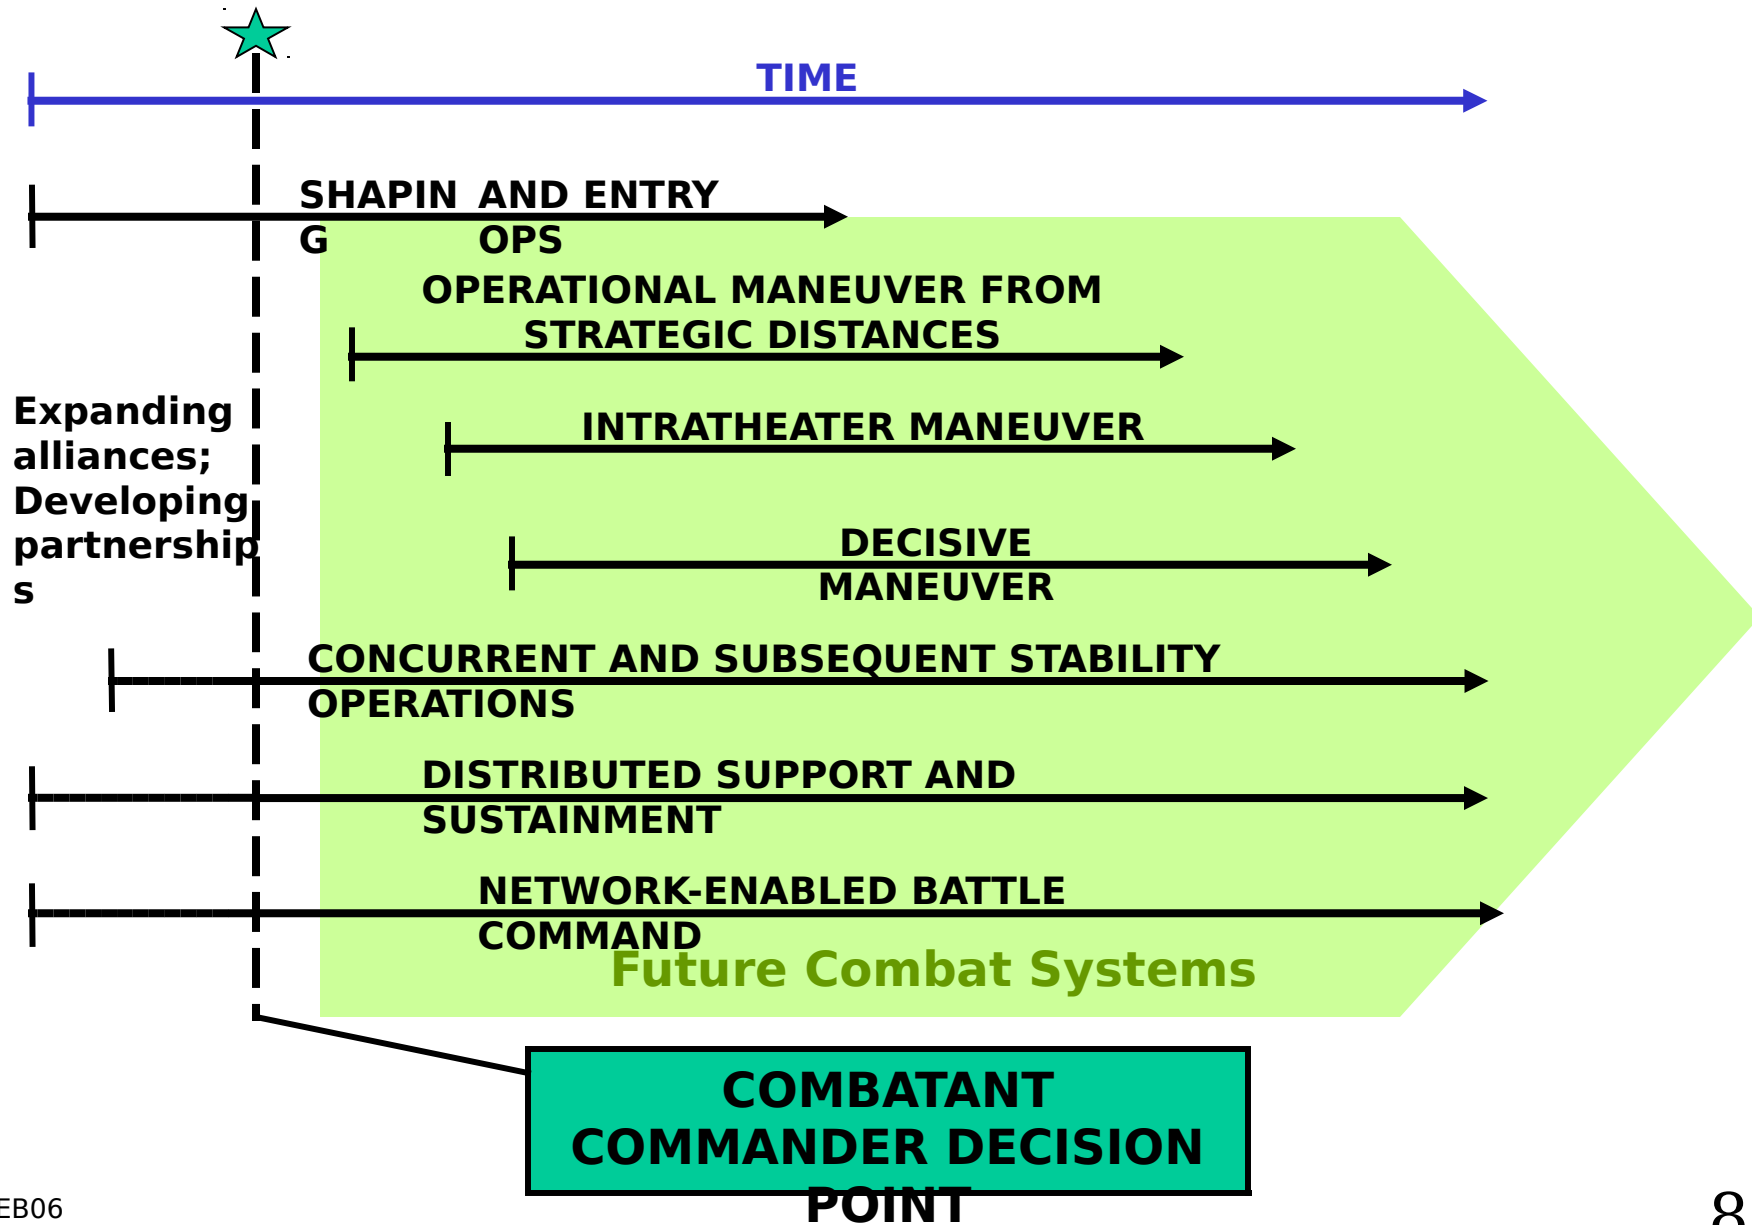 TIME
SHAPIN AND ENTRY
G OPS
OPERATIONAL MANEUVER FROM
STRATEGIC DISTANCES
Expanding
alliances;
Developing
partnership
s
INTRATHEATER MANEUVER
DECISIVE
MANEUVER
CONCURRENT AND SUBSEQUENT STABILITY
OPERATIONS
DISTRIBUTED SUPPORT AND
SUSTAINMENT
NETWORK-ENABLED BATTLE
COMMAND
Future Combat Systems
COMBATANT
COMMANDER DECISION
POINT
EB06
8